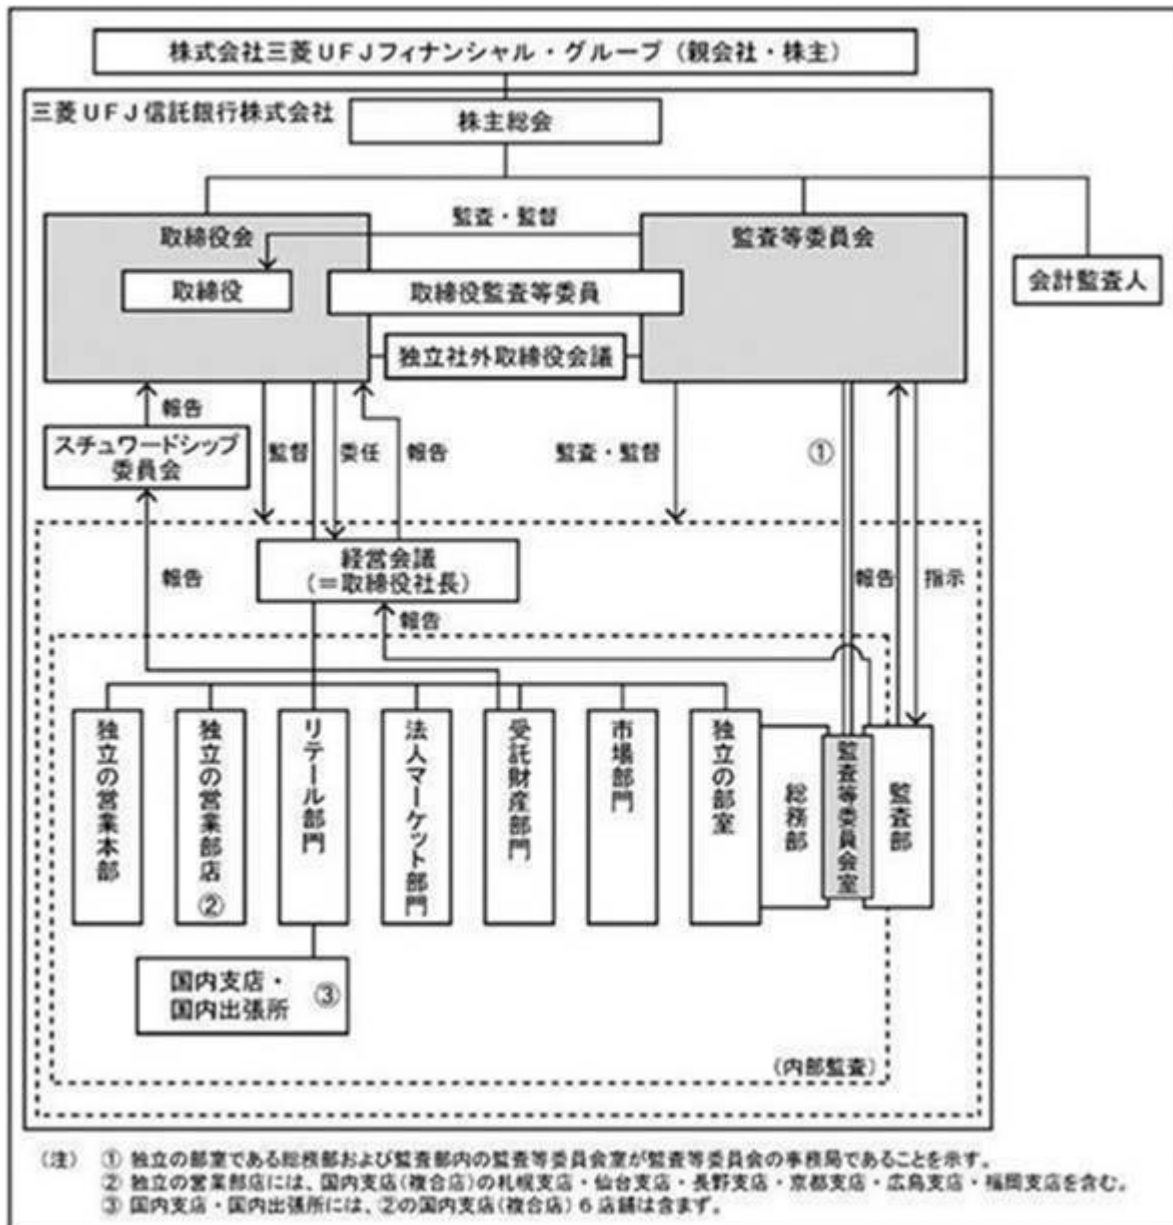 株式会社三菱UFJフィナンシャル・グループ（親会社・株主）
三菱UFJ信託銀行株式会社
株主総会
監査・監督
取締役会
監査等委員会
取締役
取締役監査等委員
会計監査人
独立社外取締役会議
報告
スチュワードシップ
委員会
監督
委任
報告
監査・監督
①
経営会議
(＝取締役社長)
報告
報告
報告
指示
独立の営業本部
独立の営業部店②
リテール部門
法人マーケット部門
受託財産部門
市場部門
独立の部室
総務部
監査等委員会室
監査部
国内支店・
国内出張所
③
(内部監査)
(注) ① 独立の部室である総務部および監査部内の監査等委員会室が監査等委員会の事務局であることを示す。
② 独立の営業部店には、国内支店(複合店)の札幌支店・仙台支店・長野支店・京都支店・広島支店・福岡支店を含む。
③ 国内支店・国内出張所には、②の国内支店(複合店)6店舗は含まず。